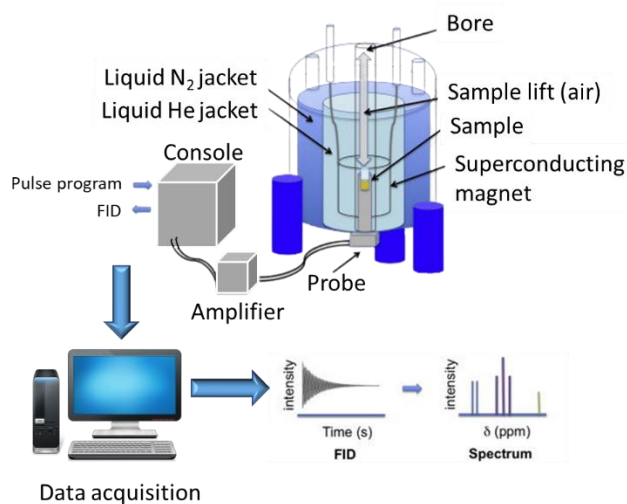 Bore
Liquid N₂ jacket
Liquid He jacket
Sample lift (air)
Sample
Console
Superconducting
magnet
Pulse program
FID
Probe
Amplifier
intensity
Time (s)
FID
intensity
δ (ppm)
Spectrum
Data acquisition